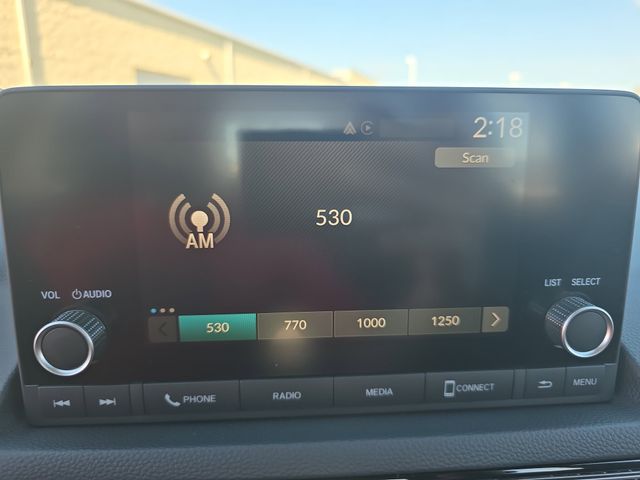 2:18
Scan
530
AM
VOL AUDIO
LIST SELECT
530 770 1000 1250
PHONE RADIO MEDIA CONNECT MENU